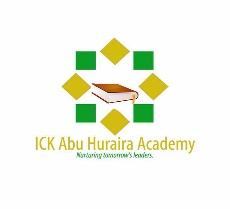 ICK Abu Huraira Academy
Nurturing tomorrow's leaders.